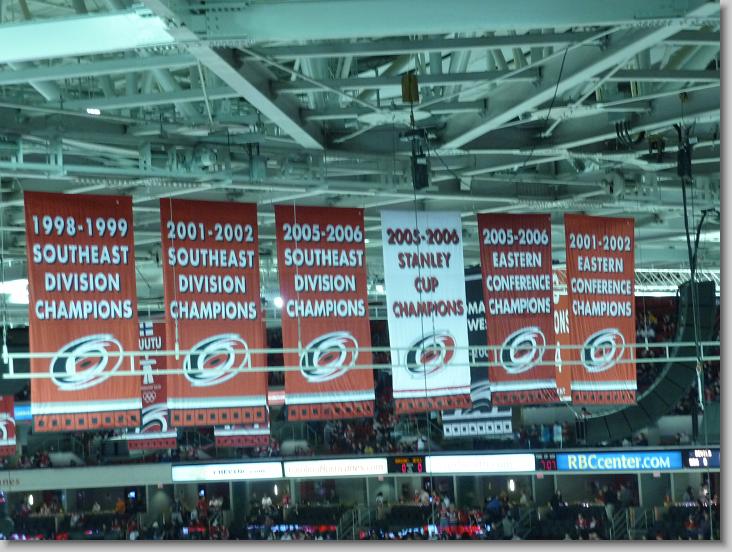 1998-1999
SOUTHEAST
DIVISION
CHAMPIONS
2001-2002
SOUTHEAST
DIVISION
CHAMPIONS
2005-2006
SOUTHEAST
DIVISION
CHAMPIONS
2005-2006
STANLEY
CUP
CHAMPIONS
2005-2006
EASTERN
CONFERENCE
CHAMPIONS
2001-2002
EASTERN
CONFERENCE
CHAMPIONS
UUTU
RBCcenter.com